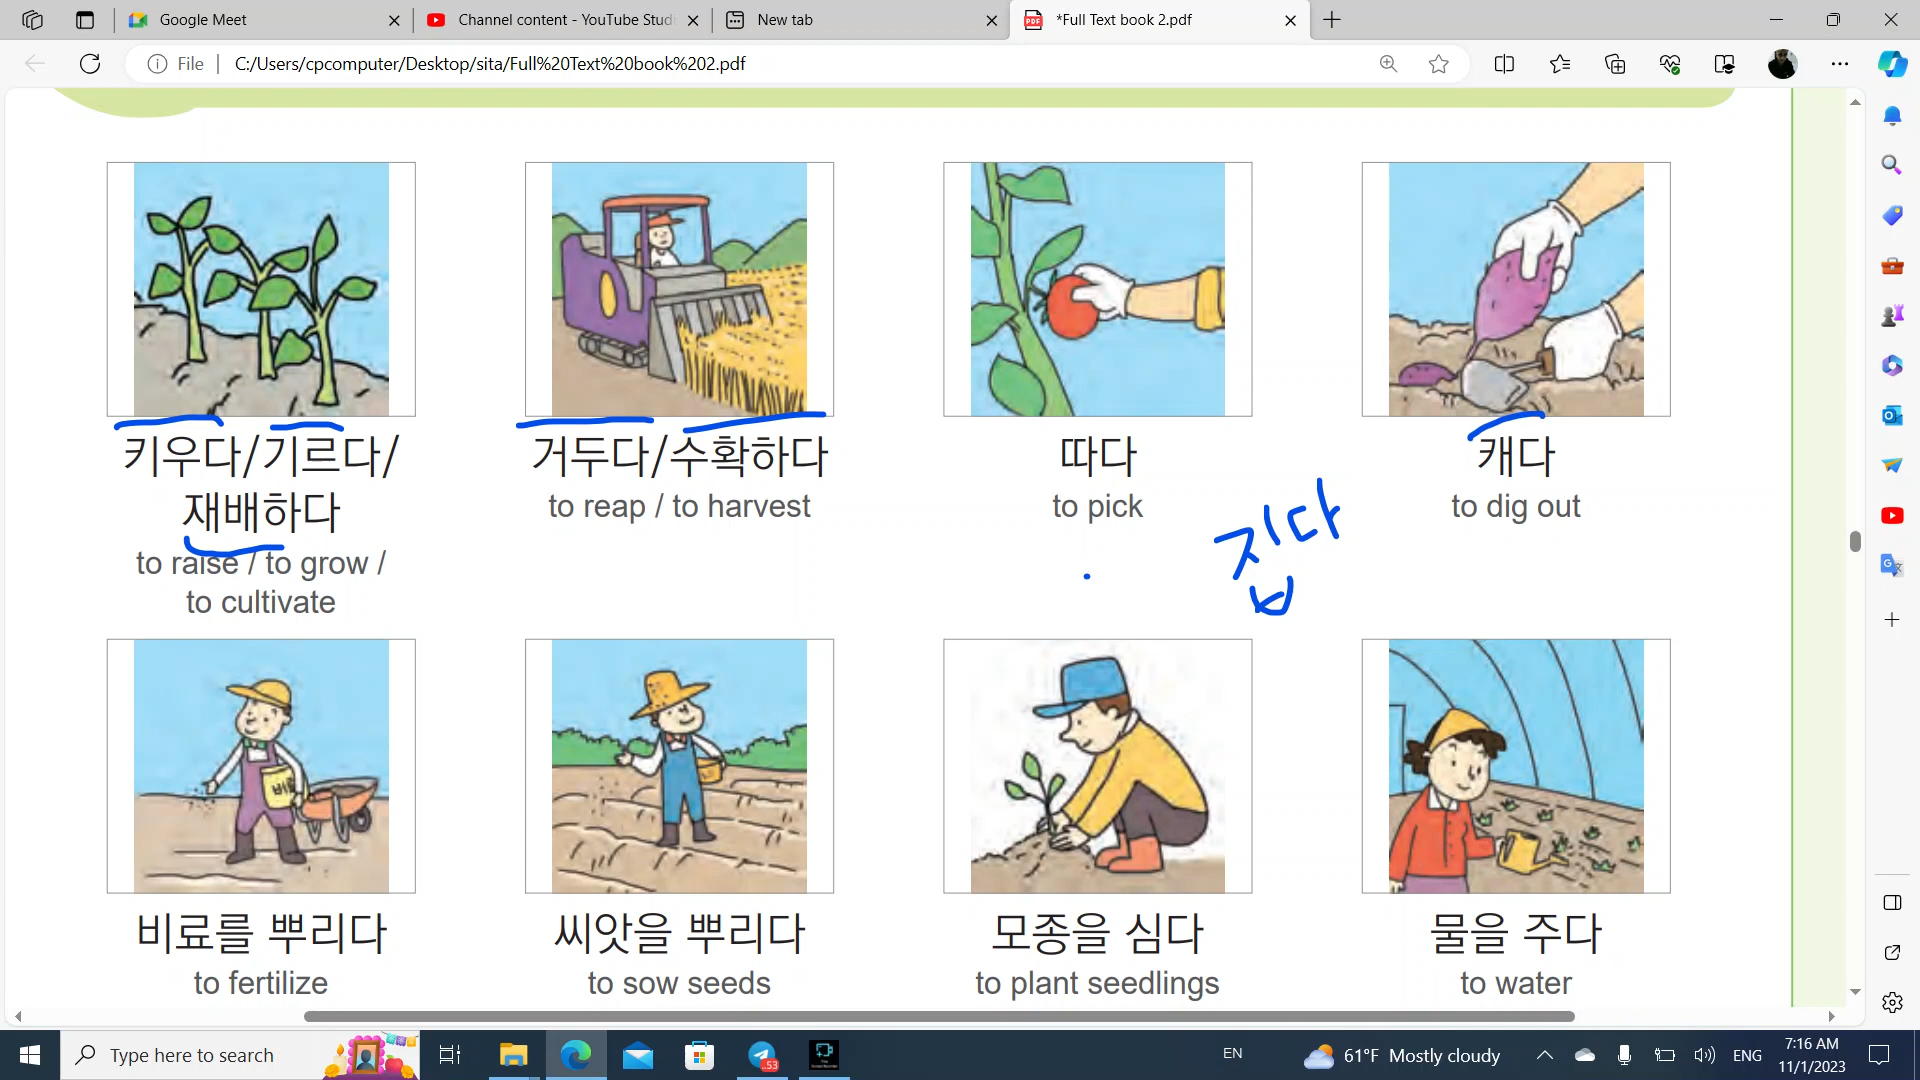 Google Meet
Channel content - YouTube Stud
New tab
*Full Text book 2.pdf
File
C:/Users/cpcomputer/Desktop/sita/Full%20Text%20book%202.pdf
키우다/기르다/
재배하다
to raise / to grow /
to cultivate
거두다/수확하다
to reap / to harvest
따다
to pick
캐다
to dig out
집다
비료를 뿌리다
to fertilize
씨앗을 뿌리다
to sow seeds
모종을 심다
to plant seedlings
물을 주다
to water
Type here to search
.53
EN
61°F Mostly cloudy
ENG
7:16 AM
11/1/2023